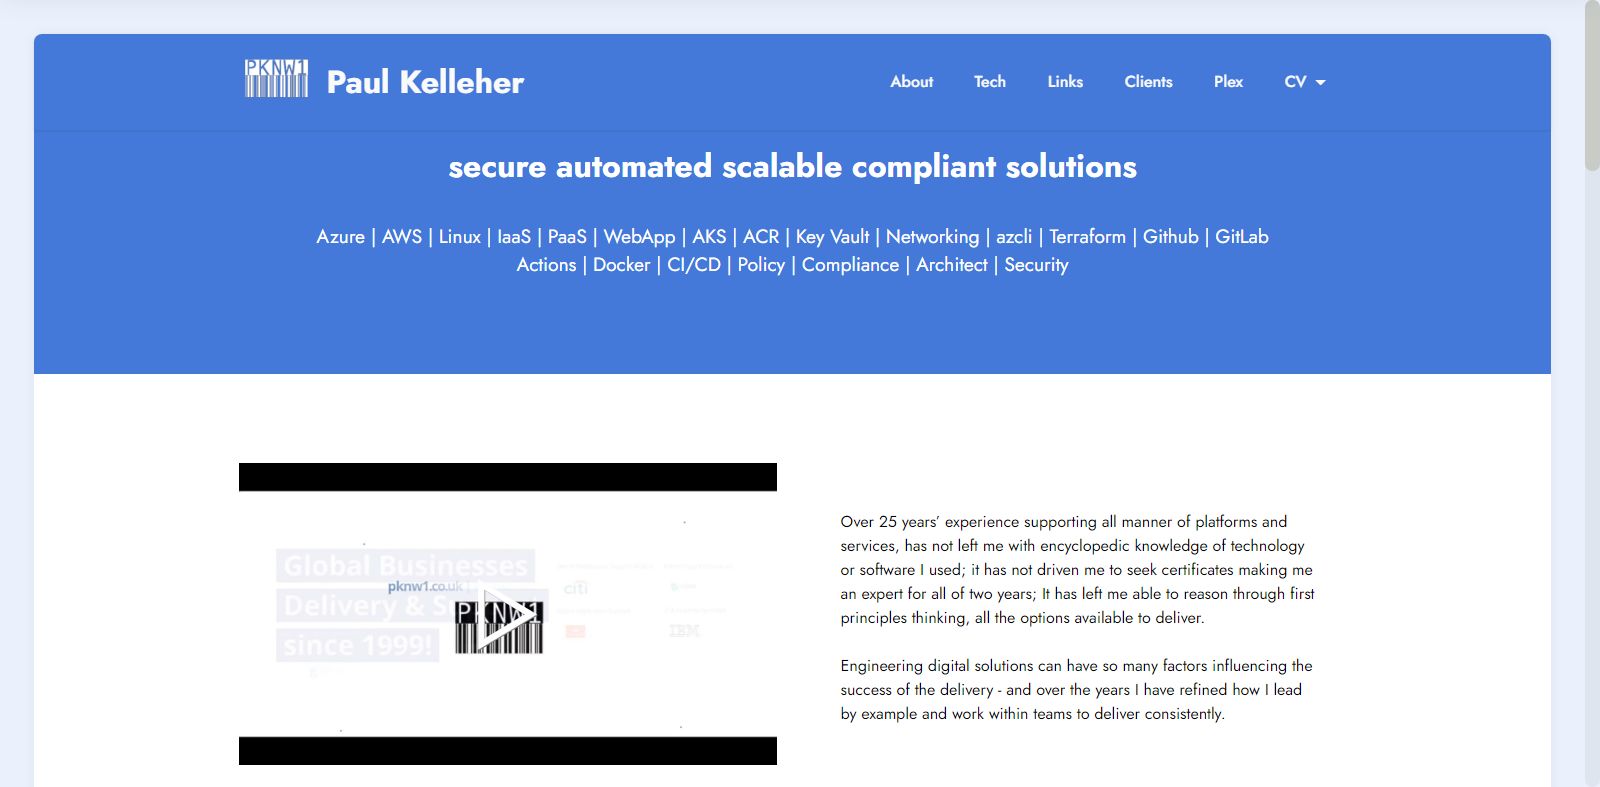 PKNW1
Paul Kelleher
About
Tech
Links
Clients
Plex
CV
secure automated scalable compliant solutions
Azure | AWS | Linux | IaaS | PaaS | WebApp | AKS | ACR | Key Vault | Networking | azcli | Terraform | Github | GitLab
Actions | Docker | CI/CD | Policy | Compliance | Architect | Security
Global Businesses
pknw1.co.uk
citi
Delivery & S
PKNW1
since 1999!
IBM
Over 25 years’ experience supporting all manner of platforms and
services, has not left me with encyclopedic knowledge of technology
or software I used; it has not driven me to seek certificates making me
an expert for all of two years; It has left me able to reason through first
principles thinking, all the options available to deliver.
Engineering digital solutions can have so many factors influencing the
success of the delivery - and over the years I have refined how I lead
by example and work within teams to deliver consistently.